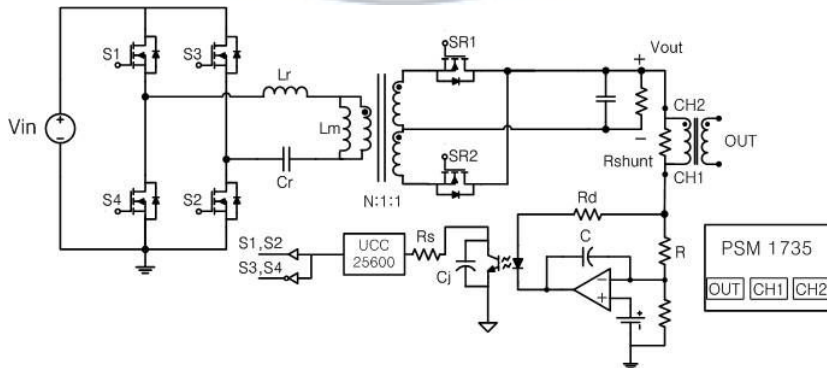 S1
S3
SR1
+
Vout
Lr
CH2
Vin
+
-
Lm
−
Rshunt
OUT
SR2
CH1
Cr
S4
S2
N:1:1
Rd
S1,S2
UCC
25600
Rs
C
R
PSM 1735
S3,S4
Cj
−
+
OUT CH1 CH2
+
-